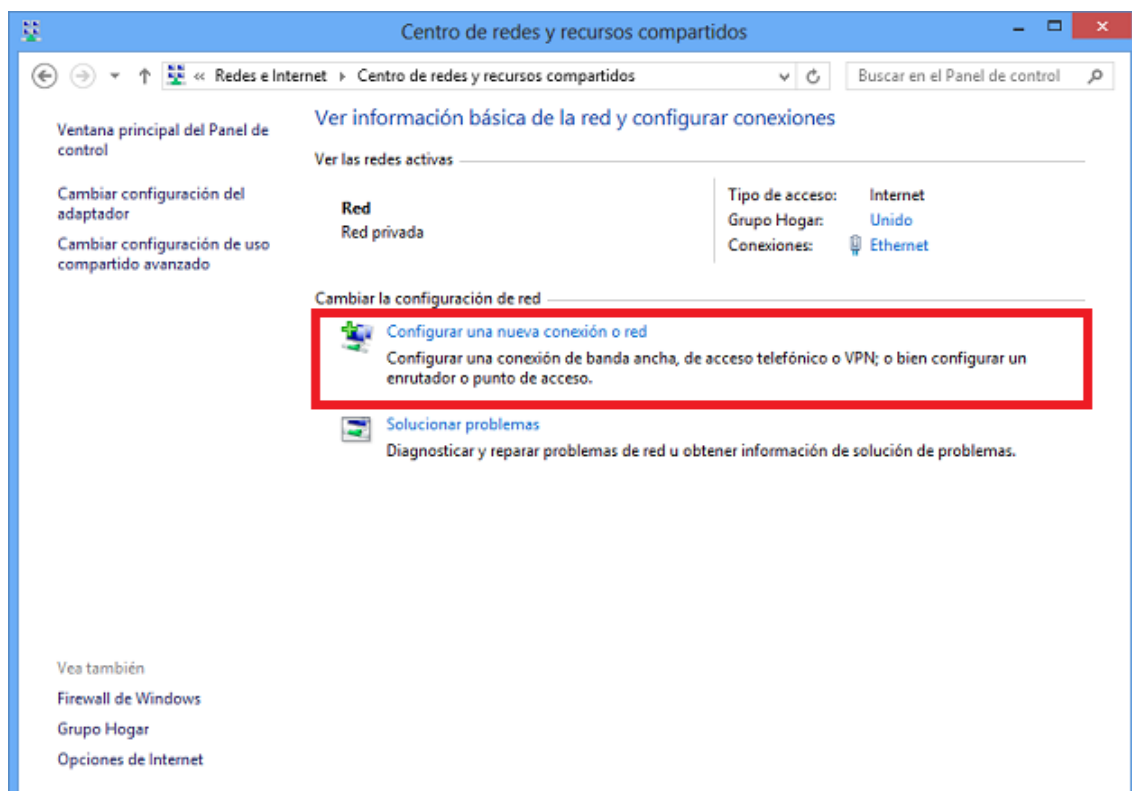 Centro de redes y recursos compartidos
« Redes e Internet ▸ Centro de redes y recursos compartidos
Buscar en el Panel de control
Ventana principal del Panel de
control
Cambiar configuración del
adaptador
Cambiar configuración de uso
compartido avanzado
Ver información básica de la red y configurar conexiones
Ver las redes activas
Red
Red privada
Tipo de acceso: Internet
Grupo Hogar: Unido
Conexiones: Ethernet
Cambiar la configuración de red
Configurar una nueva conexión o red
Configurar una conexión de banda ancha, de acceso telefónico o VPN; o bien configurar un
enrutador o punto de acceso.
Solucionar problemas
Diagnosticar y reparar problemas de red u obtener información de solución de problemas.
Vea también
Firewall de Windows
Grupo Hogar
Opciones de Internet